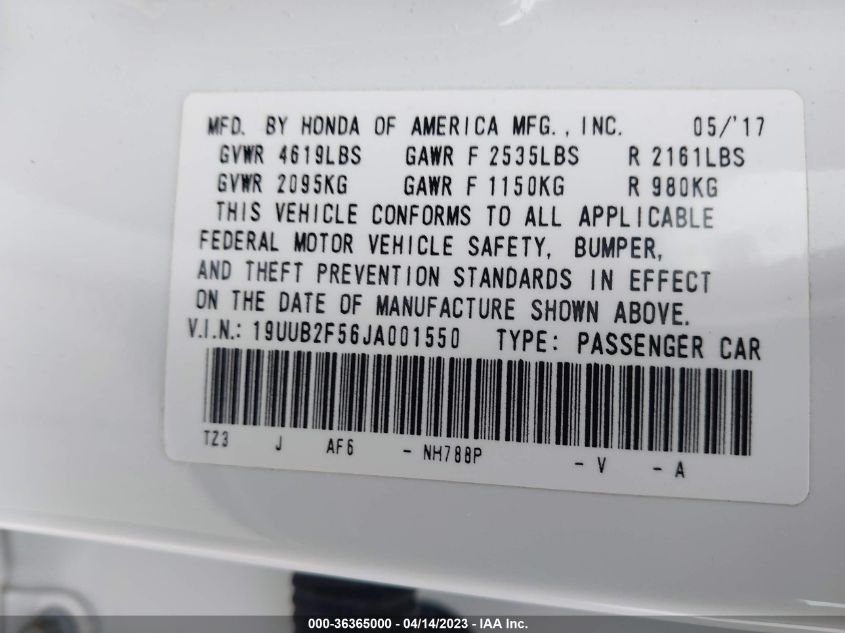 MFD. BY HONDA OF AMERICA MFG., INC. 05/'17
GVWR 4619LBS GAWR F 2535LBS R 2161LBS
GVWR 2095KG GAWR F 1150KG R 980KG
THIS VEHICLE CONFORMS TO ALL APPLICABLE
FEDERAL MOTOR VEHICLE SAFETY, BUMPER,
AND THEFT PREVENTION STANDARDS IN EFFECT
ON THE DATE OF MANUFACTURE SHOWN ABOVE.
V.I.N.: 19UUB2F56JA001550 TYPE: PASSENGER CAR
TZ3 J AF6 - NH788P - V - A
000-36365000 - 04/14/2023 - IAA Inc.